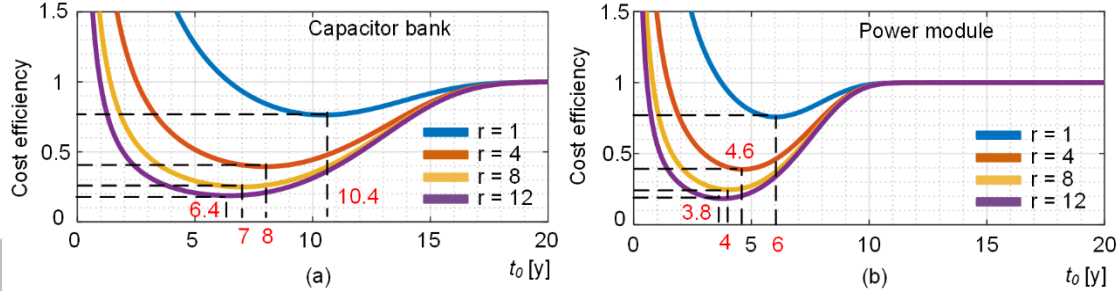 Capacitor bank
Cost efficiency
1.5
1
0.5
0
r = 1
r = 4
r = 8
r = 12
6.4
7
8
10.4
0
5
10
15
20
t0 [y]
(a)
Power module
Cost efficiency
1.5
1
0.5
0
r = 1
r = 4
r = 8
r = 12
4.6
3.8
4
6
0
5
10
15
20
t0 [y]
(b)